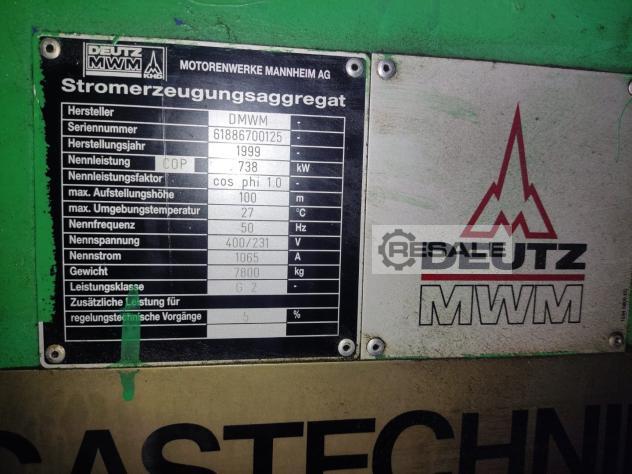 DEUTZ
MWM
KHD
MOTORENWERKE MANNHEIM AG
Stromerzeugungsaggregat
Hersteller DMWM -
Seriennummer 61886700125 -
Herstellungsjahr 1999 -
Nennleistung COP 738 kW
Nennleistungsfaktor cos phi 1.0 -
max. Aufstellungshöhe 100 m
max. Umgebungstemperatur 27 °C
Nennfrequenz 50 Hz
Nennspannung 400/231 V
Nennstrom 1065 A
Gewicht 7800 kg
Leistungsklasse G 2 -
Zusätzliche Leistung für
regelungstechnische Vorgänge 5 %
RESALE
DEUTZ
MWM
GASTECHNI